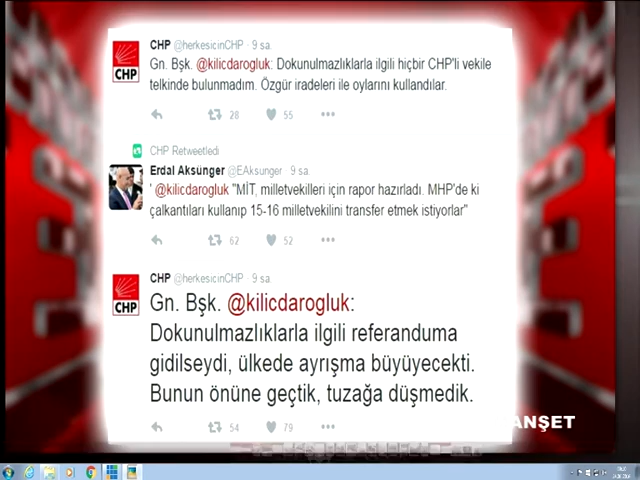 CHP @herkesicinCHP · 9 sa.
Gn. Bşk. @kilicdarogluk: Dokunulmazlıklarla ilgili hiçbir CHP'li vekile
telkinde bulunmadım. Özgür iradeleri ile oylarını kullandılar.
CHP
28 55
CHP Retweetledi
Erdal Aksünger @EAksunger · 9 sa.
' @kilicdarogluk "MİT, milletvekilleri için rapor hazırladı. MHP'de ki
çalkantıları kullanıp 15-16 milletvekilini transfer etmek istiyorlar"
62 52
CHP @herkesicinCHP · 9 sa.
CHP
Gn. Bşk. @kilicdarogluk:
Dokunulmazlıklarla ilgili referanduma
gidilseydi, ülkede ayrışma büyüyecekti.
Bunun önüne geçtik, tuzağa düşmedik.
54 79
ANŞET